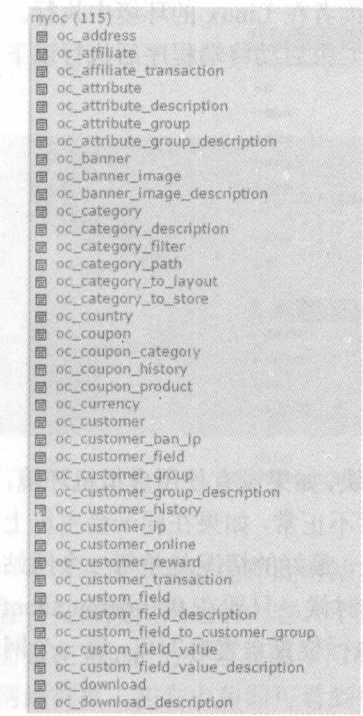 myoc (115)
oc_address
oc_affiliate
oc_affiliate_transaction
oc_attribute
oc_attribute_description
oc_attribute_group
oc_attribute_group_description
oc_banner
oc_banner_image
oc_banner_image_description
oc_category
oc_category_description
oc_category_filter
oc_category_path
oc_category_to_layout
oc_category_to_store
oc_country
oc_coupon
oc_coupon_category
oc_coupon_history
oc_coupon_product
oc_currency
oc_customer
oc_customer_ban_ip
oc_customer_field
oc_customer_group
oc_customer_group_description
oc_customer_history
oc_customer_ip
oc_customer_online
oc_customer_reward
oc_customer_transaction
oc_custom_field
oc_custom_field_description
oc_custom_field_to_customer_group
oc_custom_field_value
oc_custom_field_value_description
oc_download
oc_download_description